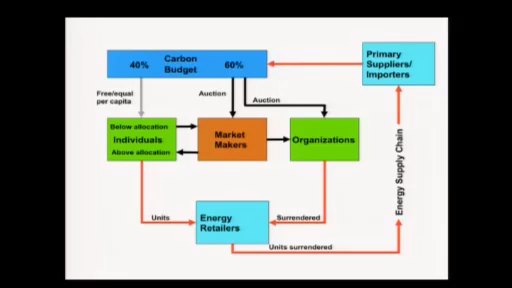 Carbon
Budget
40%
60%
Primary
Suppliers/
Importers
Free/equal
per capita
Auction
Auction
Below allocation
Individuals
Above allocation
Market
Makers
Organizations
Energy Supply Chain
Units
Energy
Retailers
Surrendered
Units surrendered